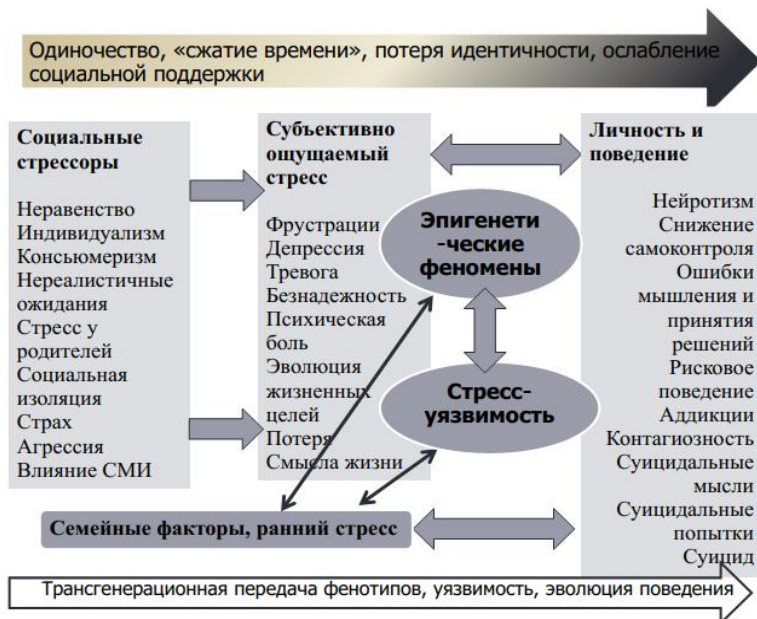 Одиночество, «сжатие времени», потеря идентичности, ослабление
социальной поддержки
Социальные
стрессоры
Неравенство
Индивидуализм
Консьюмеризм
Нереалистичные
ожидания
Стресс у
родителей
Социальная
изоляция
Страх
Агрессия
Влияние СМИ
Субъективно
ощущаемый
стресс
Фрустрации
Депрессия
Тревога
Безнадежность
Психическая
боль
Эволюция
жизненных
целей
Потеря
Смысла жизни
Эпигенети
-ческие
феномены
Стресс-
уязвимость
Личность и
поведение
Нейротизм
Снижение
самоконтроля
Ошибки
мышления и
принятия
решений
Рисковое
поведение
Аддикции
Контагиозность
Суицидальные
мысли
Суицидальные
попытки
Суицид
Семейные факторы, ранний стресс
Трансгенерационная передача фенотипов, уязвимость, эволюция поведения